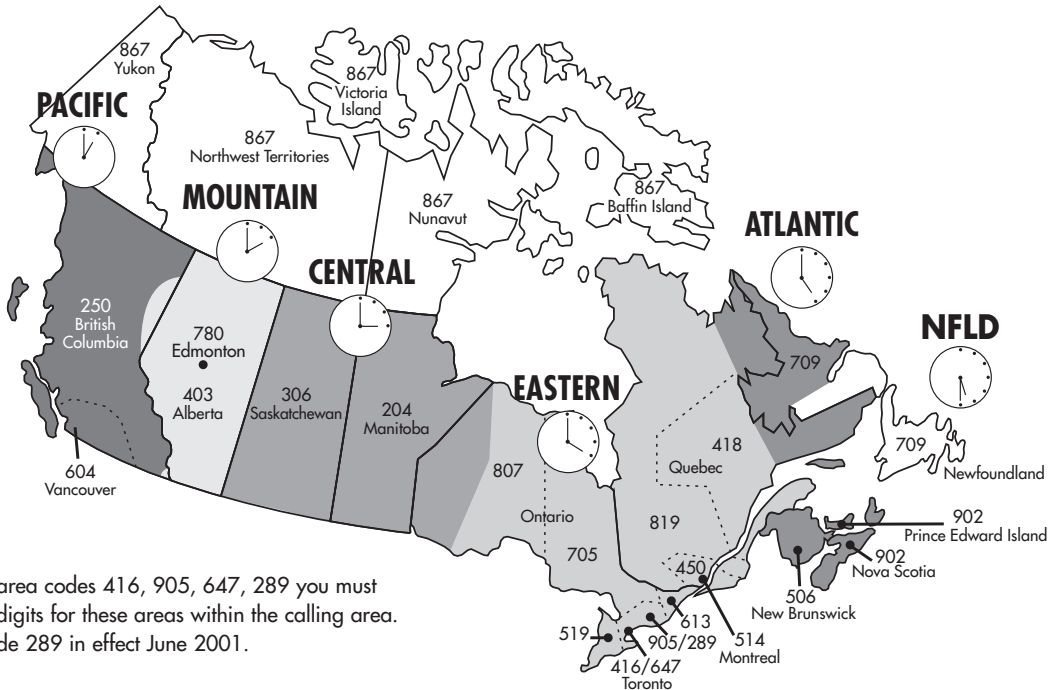 867
Yukon
PACIFIC
867
Victoria
Island
867
Northwest Territories
MOUNTAIN
867
Nunavut
867
Baffin Island
CENTRAL
ATLANTIC
NFLD
EASTERN
250
British
Columbia
780
Edmonton
403
Alberta
306
Saskatchewan
204
Manitoba
807
Ontario
705
709
418
Quebec
819
450
709
Newfoundland
604
Vancouver
902
Prince Edward Island
902
Nova Scotia
506
New Brunswick
613
905/289
514
Montreal
519
416/647
Toronto
area codes 416, 905, 647, 289 you must
digits for these areas within the calling area.
de 289 in effect June 2001.